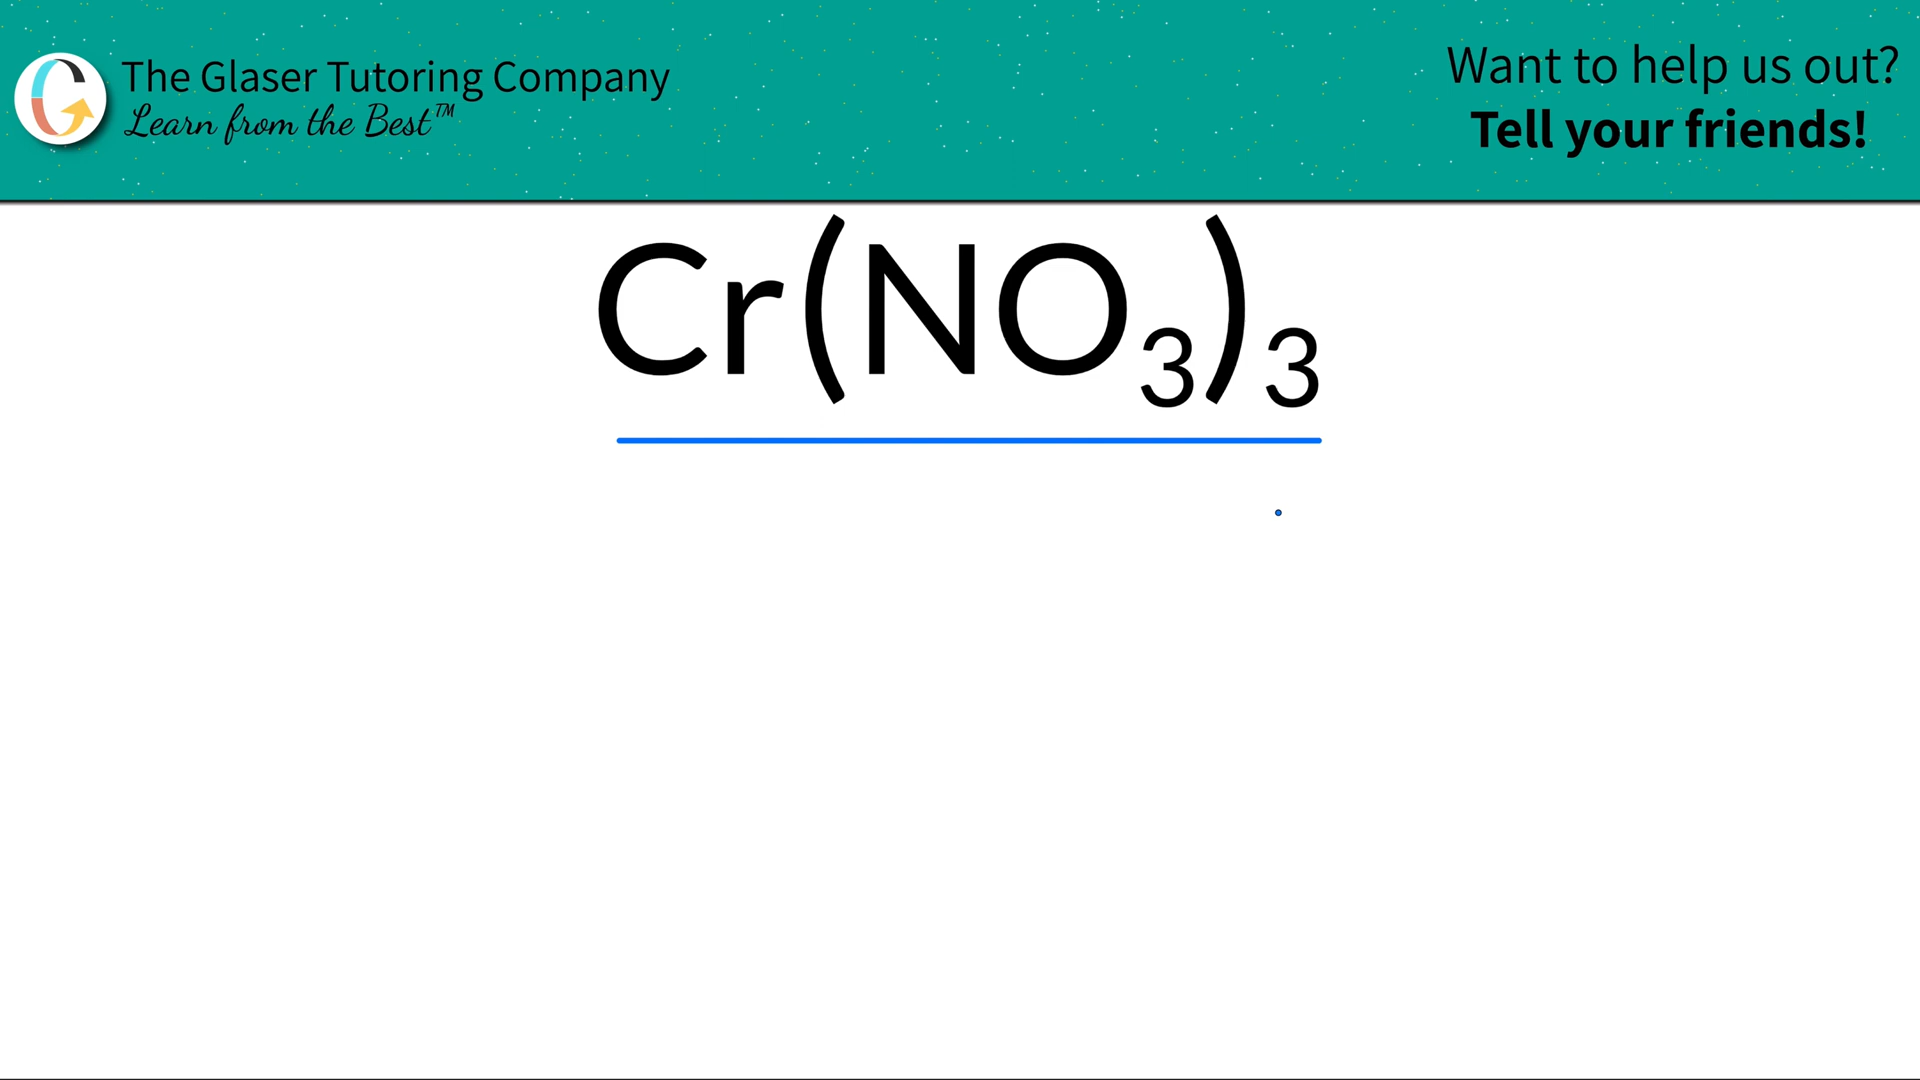 The Glaser Tutoring Company
Learn from the Best™
Want to help us out?
Tell your friends!
Cr(NO₃)₃